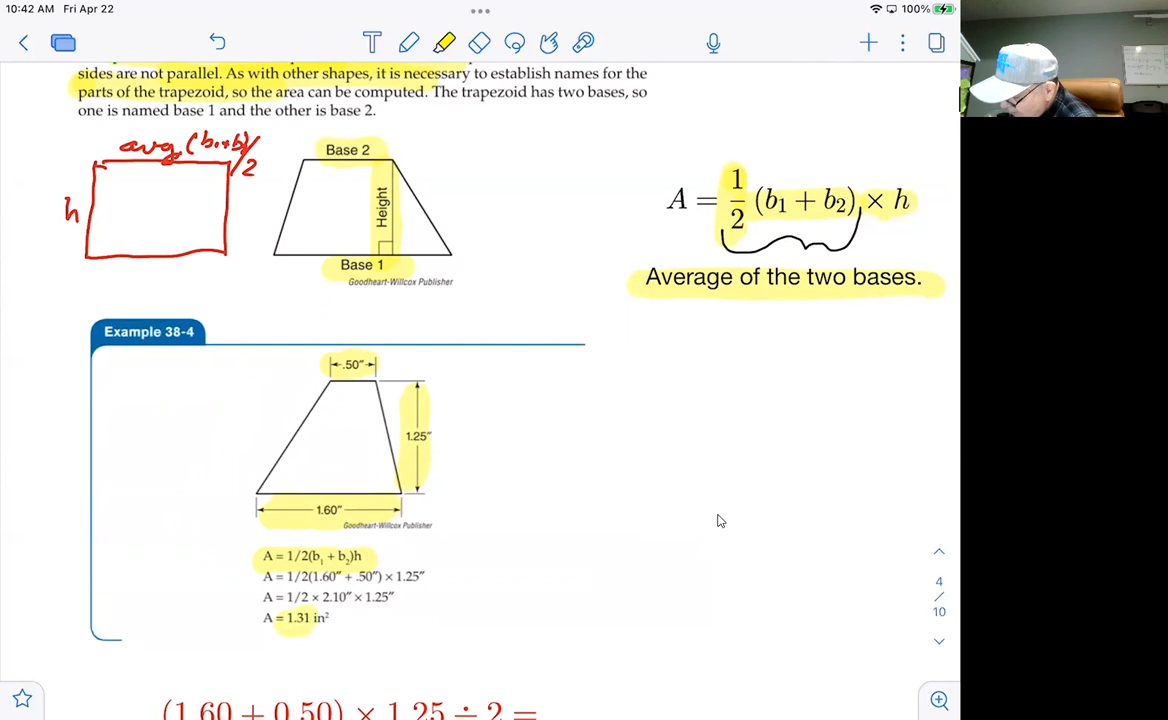 10:42 AM Fri Apr 22
100%
sides are not parallel. As with other shapes, it is necessary to establish names for the
parts of the trapezoid, so the area can be computed. The trapezoid has two bases, so
one is named base 1 and the other is base 2.
avg (b1+b2)/2
h
Base 2
Height
Base 1
Goodheart-Willcox Publisher
A = 1/2 (b₁ + b₂) × h
Average of the two bases.
Example 38-4
.50"
1.25"
1.60"
Goodheart-Willcox Publisher
A = 1/2(b₁ + b₂)h
A = 1/2(1.60" + .50") × 1.25"
A = 1/2 × 2.10" × 1.25"
A = 1.31 in²
4
/
10
(1.60 + 0.50) × 1.25 ÷ 2 =